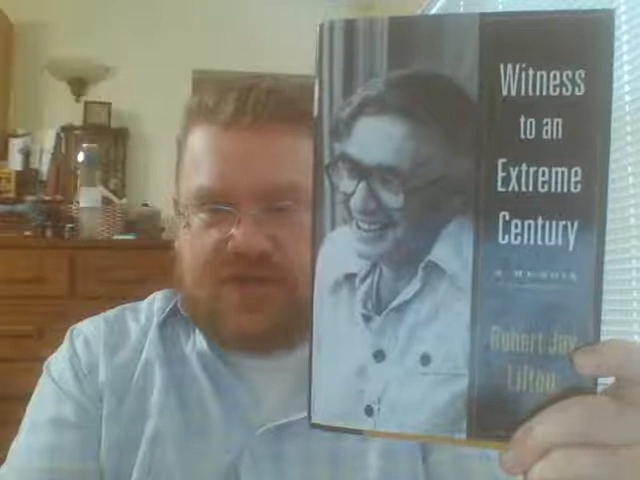 Witness
to an
Extreme
Century
A MEMOIR
Robert Jay
Lifton